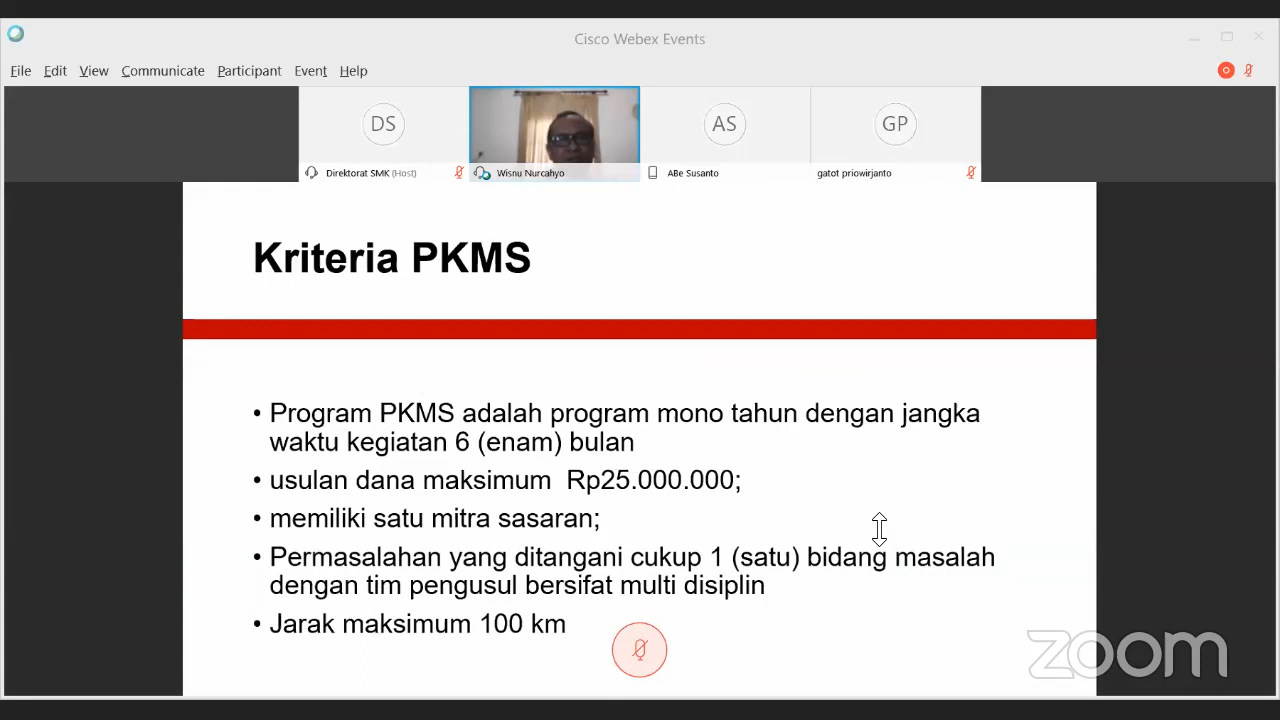 Cisco Webex Events
File Edit View Communicate Participant Event Help
DS
AS
GP
Direktorat SMK (Host)
Wisnu Nurcahyo
ABe Susanto
gatot priowirjanto
Kriteria PKMS
• Program PKMS adalah program mono tahun dengan jangka
waktu kegiatan 6 (enam) bulan
• usulan dana maksimum Rp25.000.000;
• memiliki satu mitra sasaran;
• Permasalahan yang ditangani cukup 1 (satu) bidang masalah
dengan tim pengusul bersifat multi disiplin
• Jarak maksimum 100 km
zoom